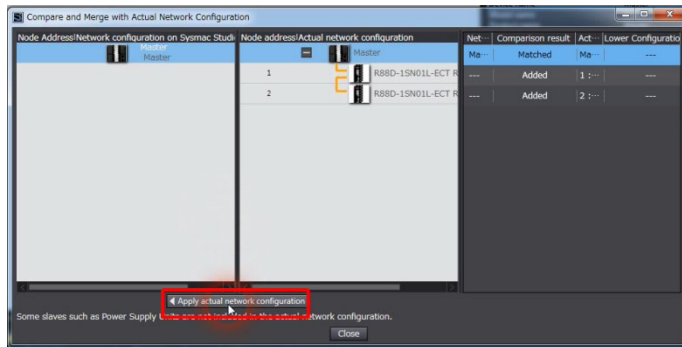 Compare and Merge with Actual Network Configuration
Node Address|Network configuration on Sysmac Studi
Node address|Actual network configuration
Net··· Comparison result Act··· Lower Configuratio
Master
Master
Master
Ma··· Matched Ma··· ---
1 R88D-1SN01L-ECT R
--- Added 1 :··· ---
2 R88D-1SN01L-ECT R
--- Added 2 :··· ---
Apply actual network configuration
Some slaves such as Power Supply Units are not included in the actual network configuration.
Close